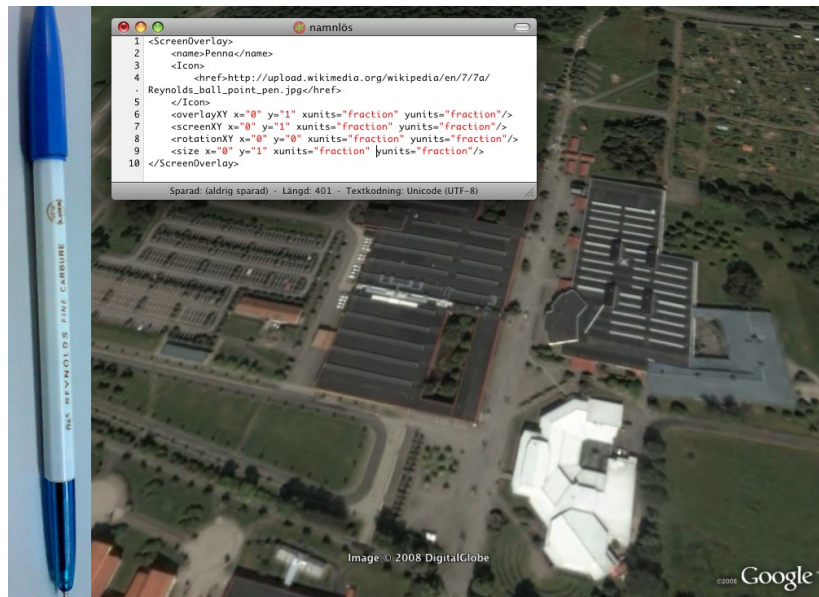 namnlös
1 <ScreenOverlay>
2 <name>Penna</name>
3 <Icon>
4 <href>http://upload.wikimedia.org/wikipedia/en/7/7a/
· Reynolds_ball_point_pen.jpg</href>
5 </Icon>
6 <overlayXY x="0" y="1" xunits="fraction" yunits="fraction"/>
7 <screenXY x="0" y="1" xunits="fraction" yunits="fraction"/>
8 <rotationXY x="0" y="0" xunits="fraction" yunits="fraction"/>
9 <size x="0" y="1" xunits="fraction" yunits="fraction"/>
10 </ScreenOverlay>
Sparad: (aldrig sparad) · Längd: 401 · Textkodning: Unicode (UTF-8)
045 REYNOLDS FINE CARBURE
Image © 2008 DigitalGlobe
©2008 Google™